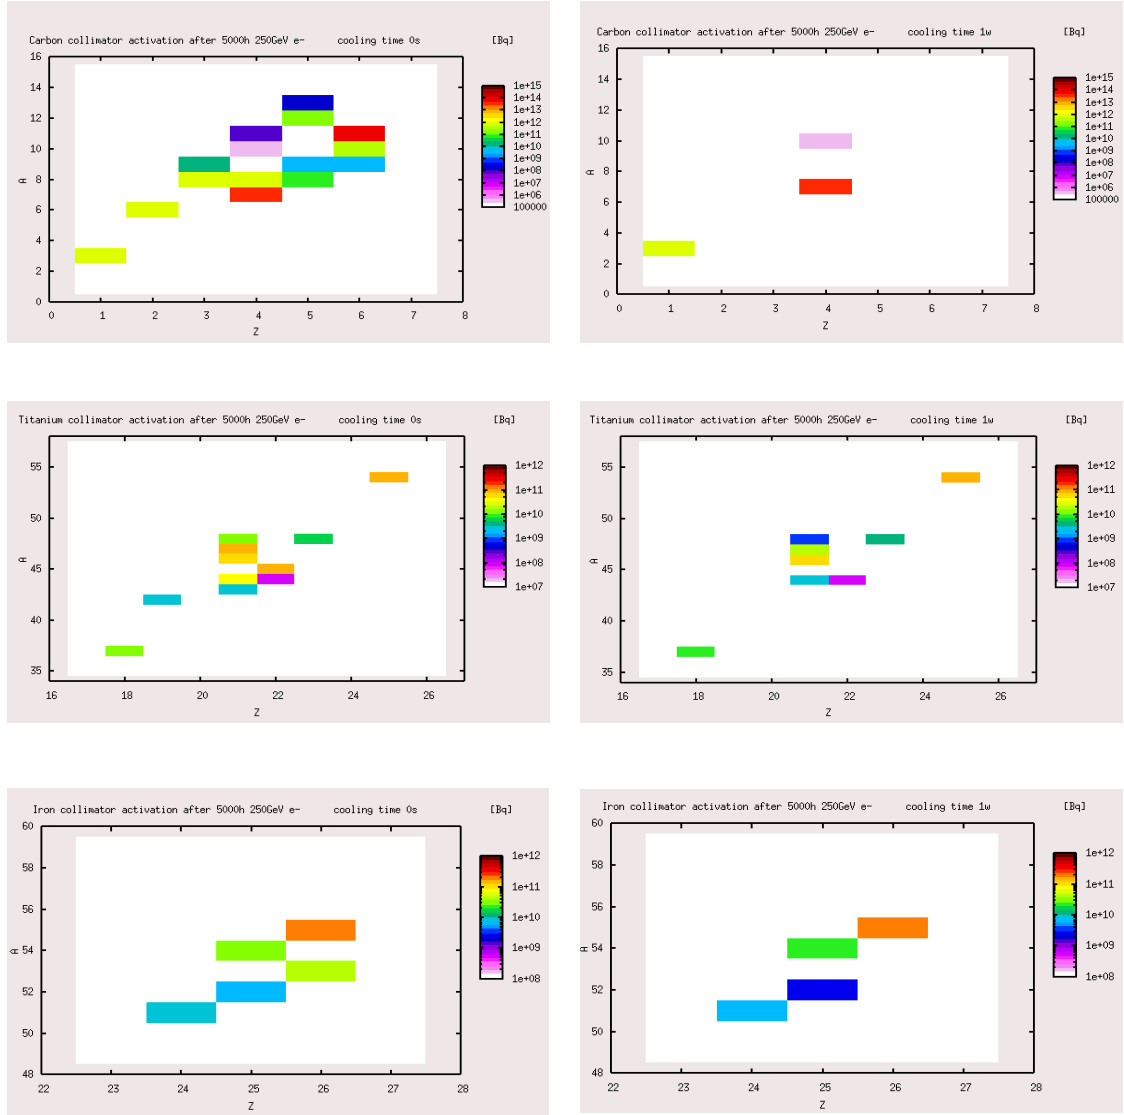 Carbon collimator activation after 5000h 250GeV e- cooling time 0s [Bq]
16
14
12
10
8
6
4
2
0
A
0 1 2 3 4 5 6 7 8
Z
1e+15
1e+14
1e+13
1e+12
1e+11
1e+10
1e+09
1e+08
1e+07
1e+06
100000
Carbon collimator activation after 5000h 250GeV e- cooling time 1w [Bq]
16
14
12
10
8
6
4
2
0
A
0 1 2 3 4 5 6 7 8
Z
1e+15
1e+14
1e+13
1e+12
1e+11
1e+10
1e+09
1e+08
1e+07
1e+06
100000
Titanium collimator activation after 5000h 250GeV e- cooling time 0s [Bq]
55
50
45
40
35
A
16 18 20 22 24 26
Z
1e+12
1e+11
1e+10
1e+09
1e+08
1e+07
Titanium collimator activation after 5000h 250GeV e- cooling time 1w [Bq]
55
50
45
40
35
A
16 18 20 22 24 26
Z
1e+12
1e+11
1e+10
1e+09
1e+08
1e+07
Iron collimator activation after 5000h 250GeV e- cooling time 0s [Bq]
60
58
56
54
52
50
48
A
22 23 24 25 26 27 28
Z
1e+12
1e+11
1e+10
1e+09
1e+08
Iron collimator activation after 5000h 250GeV e- cooling time 1w [Bq]
60
58
56
54
52
50
48
A
22 23 24 25 26 27 28
Z
1e+12
1e+11
1e+10
1e+09
1e+08